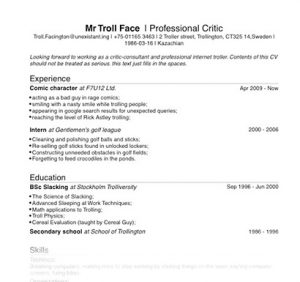 Mr Troll Face | Professional Critic
Troll.Facington@unexistant.ing | +75-01165 3463 | 2 Troller street, Trollington, CT325 14,Sweden |
1986-03-16 | Kazachian
Looking forward to working as a critic-consultant and professional internet troller. Contents of this CV
should not be treated as serious. this text just fills in the spaces.
Experience
Comic character at F7U12 Ltd. Apr 2009 - Now
•acting as a bad guy in rage comics;
•smiling with a nasty smile while trolling people;
•appearing in google search results for unexpected queries;
•reaching the level of Rick Astley trolling;
Intern at Gentlemen's golf league 2000 - 2006
•Cleaning and polishing golf balls and sticks;
•Re-selling golf sticks found in unlocked lockers;
•Constructing unneeded obstacles in golf fields;
•Forgetting to feed crocodiles in the ponds.
Education
BSc Slacking at Stockholm Trolliversity Sep 1996 - Jun 2000
•The Science of Slacking;
•Advanced Sleeping at Work Techniques;
•Math applications to Trolling;
•Troll Physics;
•Cereal Evaluation (taught by Cereal Guy);
Secondary school at School of Trollington 1986 - 1996
Skills